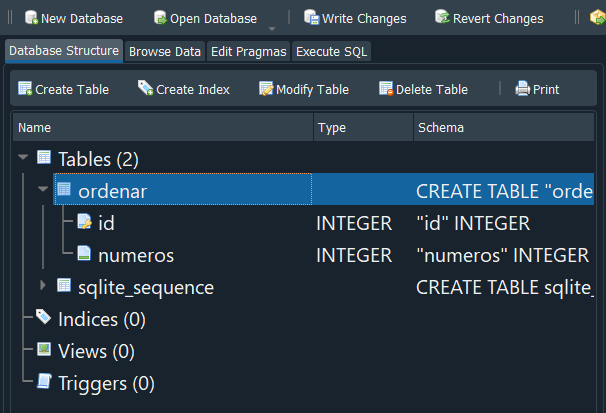 New Database Open Database Write Changes Revert Changes
Database Structure Browse Data Edit Pragmas Execute SQL
Create Table Create Index Modify Table Delete Table Print
Name Type Schema
Tables (2)
ordenar CREATE TABLE "orde
id INTEGER "id" INTEGER
numeros INTEGER "numeros" INTEGER
sqlite_sequence CREATE TABLE sqlite_
Indices (0)
Views (0)
Triggers (0)